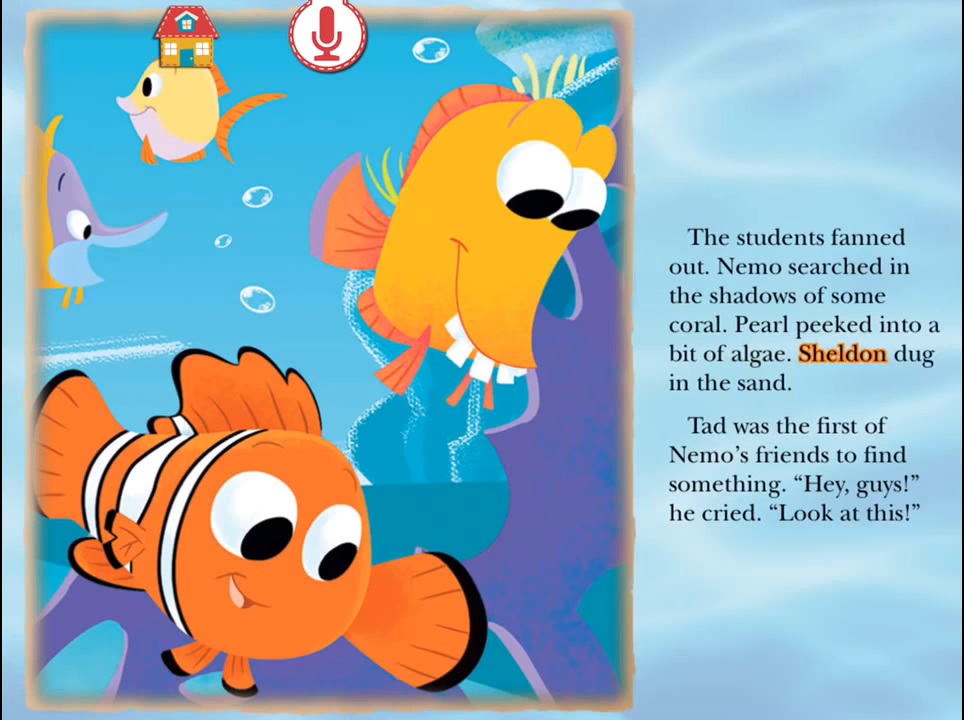 The students fanned
out. Nemo searched in
the shadows of some
coral. Pearl peeked into a
bit of algae. Sheldon dug
in the sand.
Tad was the first of
Nemo’s friends to find
something. “Hey, guys!”
he cried. “Look at this!”